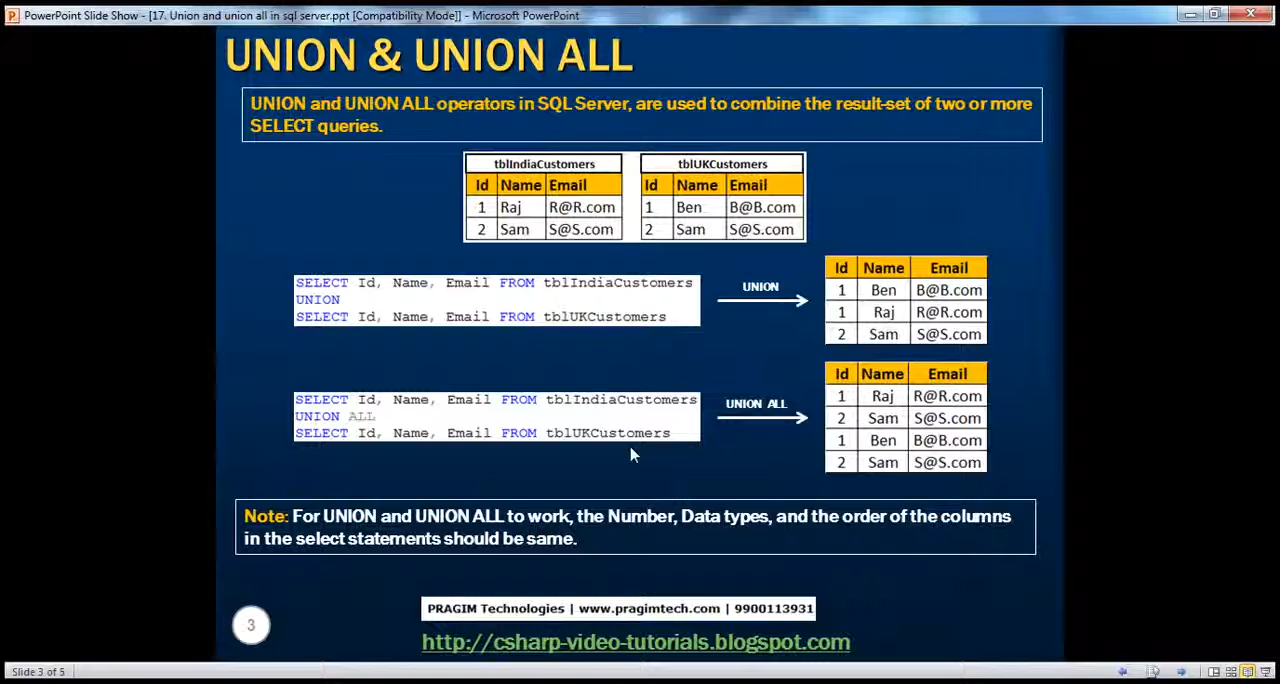 PowerPoint Slide Show - [17. Union and union all in sql server.ppt [Compatibility Mode]] - Microsoft PowerPoint
UNION & UNION ALL
UNION and UNION ALL operators in SQL Server, are used to combine the result-set of two or more
SELECT queries.
tblIndiaCustomers
Id Name Email
1 Raj R@R.com
2 Sam S@S.com
tblUKCustomers
Id Name Email
1 Ben B@B.com
2 Sam S@S.com
SELECT Id, Name, Email FROM tblIndiaCustomers
UNION
SELECT Id, Name, Email FROM tblUKCustomers
UNION
Id Name Email
1 Ben B@B.com
1 Raj R@R.com
2 Sam S@S.com
SELECT Id, Name, Email FROM tblIndiaCustomers
UNION ALL
SELECT Id, Name, Email FROM tblUKCustomers
UNION ALL
Id Name Email
1 Raj R@R.com
2 Sam S@S.com
1 Ben B@B.com
2 Sam S@S.com
Note: For UNION and UNION ALL to work, the Number, Data types, and the order of the columns
in the select statements should be same.
PRAGIM Technologies | www.pragimtech.com | 9900113931
3
http://csharp-video-tutorials.blogspot.com
Slide 3 of 5